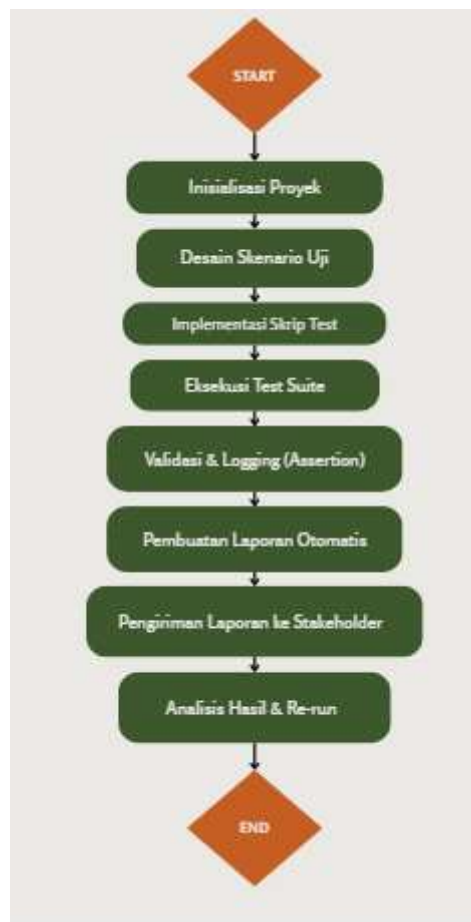 START
Inisialisasi Proyek
Desain Skenario Uji
Implementasi Skrip Test
Eksekusi Test Suite
Validasi & Logging (Assertion)
Pembuatan Laporan Otomatis
Pengiriman Laporan ke Stakeholder
Analisis Hasil & Re-run
END